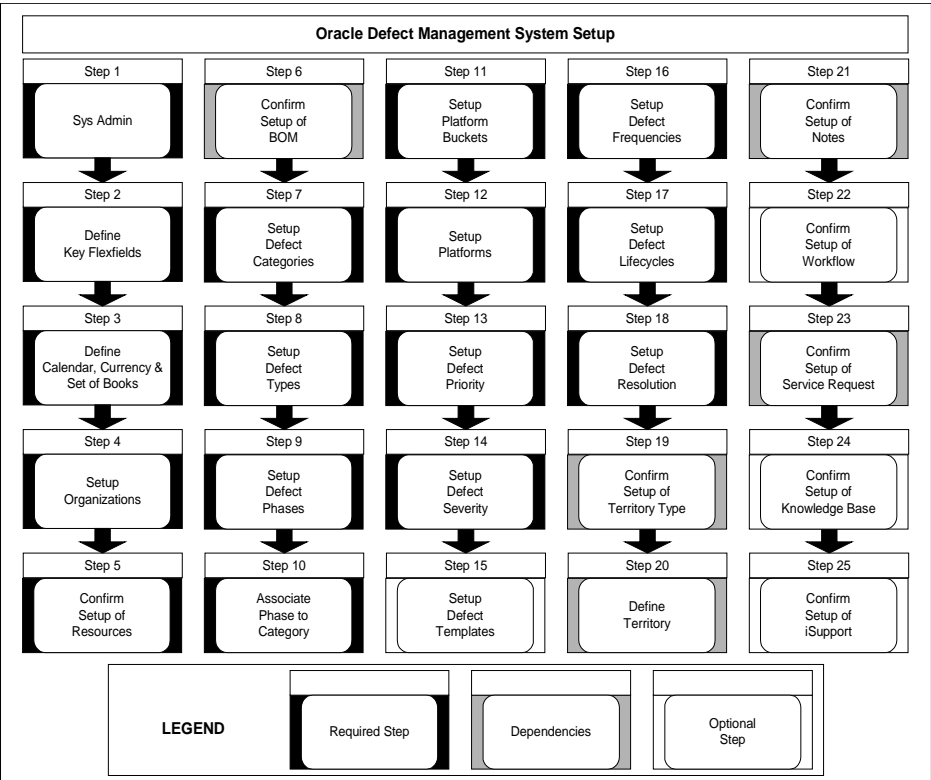 Oracle Defect Management System Setup
Step 1
Sys Admin
Step 2
Define
Key Flexfields
Step 3
Define
Calendar, Currency &
Set of Books
Step 4
Setup
Organizations
Step 5
Confirm
Setup of
Resources
Step 6
Confirm
Setup of
BOM
Step 7
Setup
Defect
Categories
Step 8
Setup
Defect
Types
Step 9
Setup
Defect
Phases
Step 10
Associate
Phase to
Category
Step 11
Setup
Platform
Buckets
Step 12
Setup
Platforms
Step 13
Setup
Defect
Priority
Step 14
Setup
Defect
Severity
Step 15
Setup
Defect
Templates
Step 16
Setup
Defect
Frequencies
Step 17
Setup
Defect
Lifecycles
Step 18
Setup
Defect
Resolution
Step 19
Confirm
Setup of
Territory Type
Step 20
Define
Territory
Step 21
Confirm
Setup of
Notes
Step 22
Confirm
Setup of
Workflow
Step 23
Confirm
Setup of
Service Request
Step 24
Confirm
Setup of
Knowledge Base
Step 25
Confirm
Setup of
iSupport
LEGEND
Required Step
Dependencies
Optional
Step